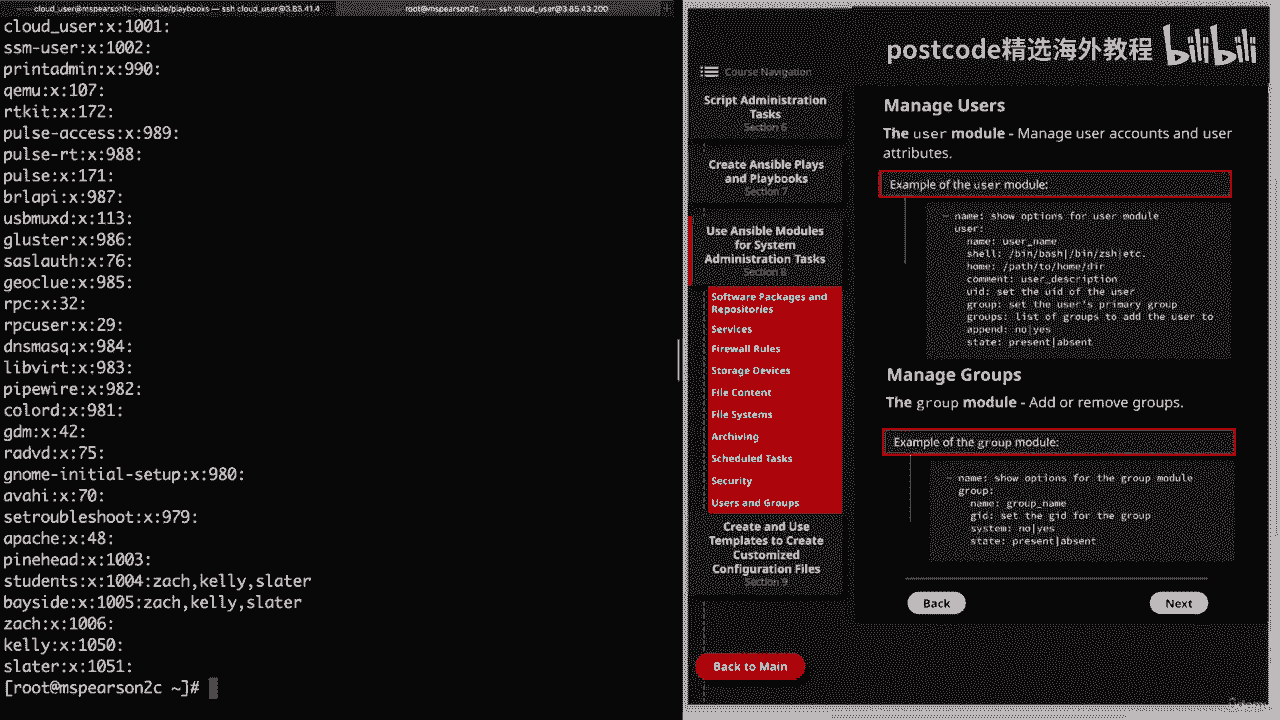 cloud_user@mspearson1c:~/ansible/playbooks — ssh cloud_user@3.85.41.4
root@mspearson2c:~ — ssh cloud_user@3.85.43.200
cloud_user:x:1001:
ssm-user:x:1002:
printadmin:x:990:
qemu:x:107:
rtkit:x:172:
pulse-access:x:989:
pulse-rt:x:988:
pulse:x:171:
brlapi:x:987:
usbmuxd:x:113:
gluster:x:986:
saslauth:x:76:
geoclue:x:985:
rpc:x:32:
rpcuser:x:29:
dnsmasq:x:984:
libvirt:x:983:
pipewire:x:982:
colord:x:981:
gdm:x:42:
radvd:x:75:
gnome-initial-setup:x:980:
avahi:x:70:
setroubleshoot:x:979:
apache:x:48:
pinehead:x:1003:
students:x:1004:zach,kelly,slater
bayside:x:1005:zach,kelly,slater
zach:x:1006:
kelly:x:1050:
slater:x:1051:
[root@mspearson2c ~]#
postcode精选海外教程 bilibili
Course Navigation
Script Administration
Tasks
Section 6
Create Ansible Plays
and Playbooks
Section 7
Use Ansible Modules
for System
Administration Tasks
Section 8
Software Packages and
Repositories
Services
Firewall Rules
Storage Devices
File Content
File Systems
Archiving
Scheduled Tasks
Security
Users and Groups
Create and Use
Templates to Create
Customized
Configuration Files
Section 9
Back to Main
Manage Users
The user module - Manage user accounts and user
attributes.
Example of the user module:
- name: show options for user module
user:
name: user_name
shell: /bin/bash|/bin/zsh|etc.
home: /path/to/home/dir
comment: user description
uid: set the uid of the user
group: set the user's primary group
groups: list of groups to add the user to
append: no|yes
state: present|absent
Manage Groups
The group module - Add or remove groups.
Example of the group module:
- name: show options for the group module
group:
name: group_name
gid: set the gid for the group
system: no|yes
state: present|absent
Back
Next
Udemy